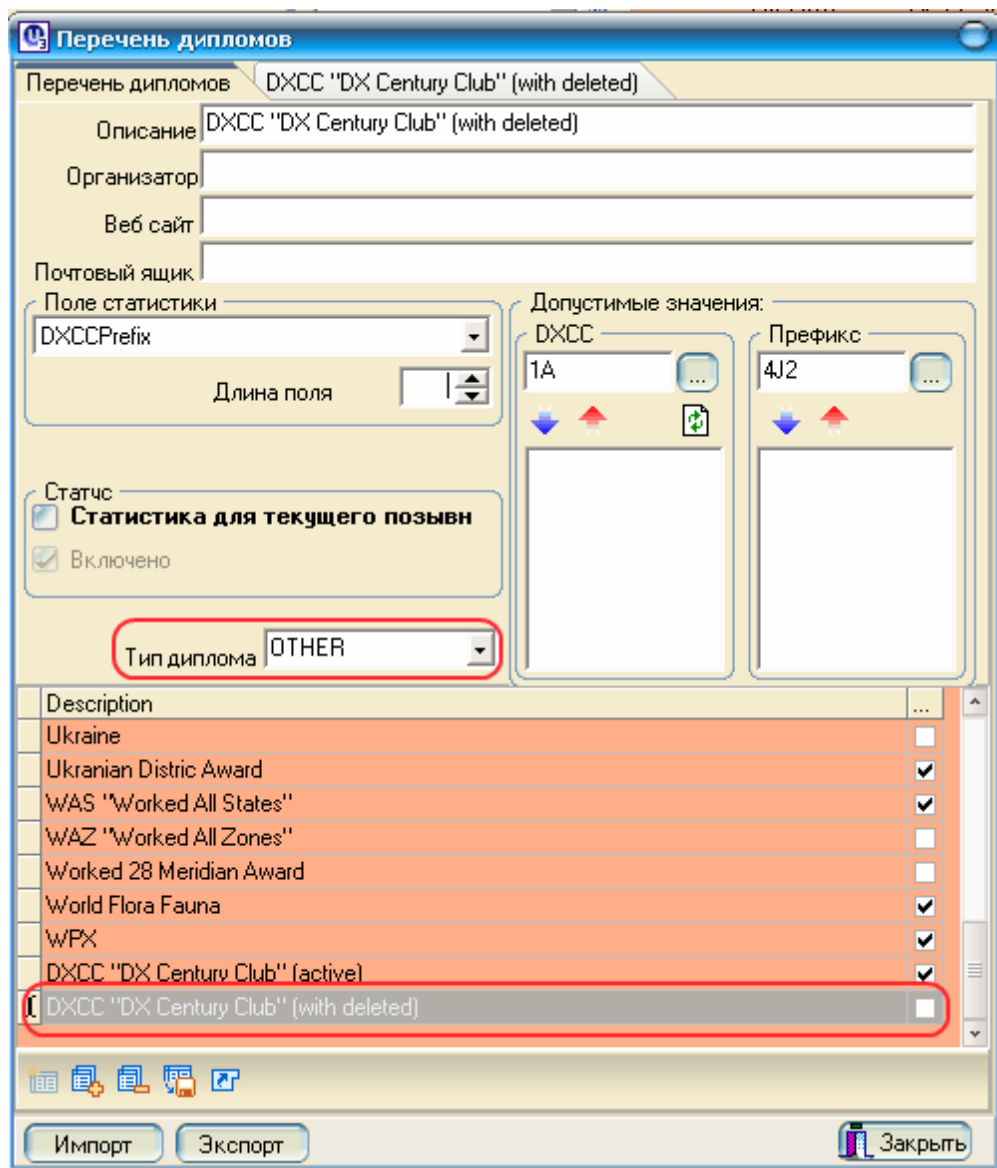 Перечень дипломов
Перечень дипломов
DXCC "DX Century Club" (with deleted)
Описание DXCC "DX Century Club" (with deleted)
Организатор
Веб сайт
Почтовый ящик
Поле статистики
DXCCPrefix
Длина поля
Допустимые значения:
DXCC
1A
...
Префикс
4J2
...
Статус
Статистика для текущего позывн
Включено
Тип диплома OTHER
Description ...
Ukraine
Ukranian Distric Award
WAS "Worked All States"
WAZ "Worked All Zones"
Worked 28 Meridian Award
World Flora Fauna
WPX
DXCC "DX Century Club" (active)
DXCC "DX Century Club" (with deleted)
Импорт
Экспорт
Закрыть